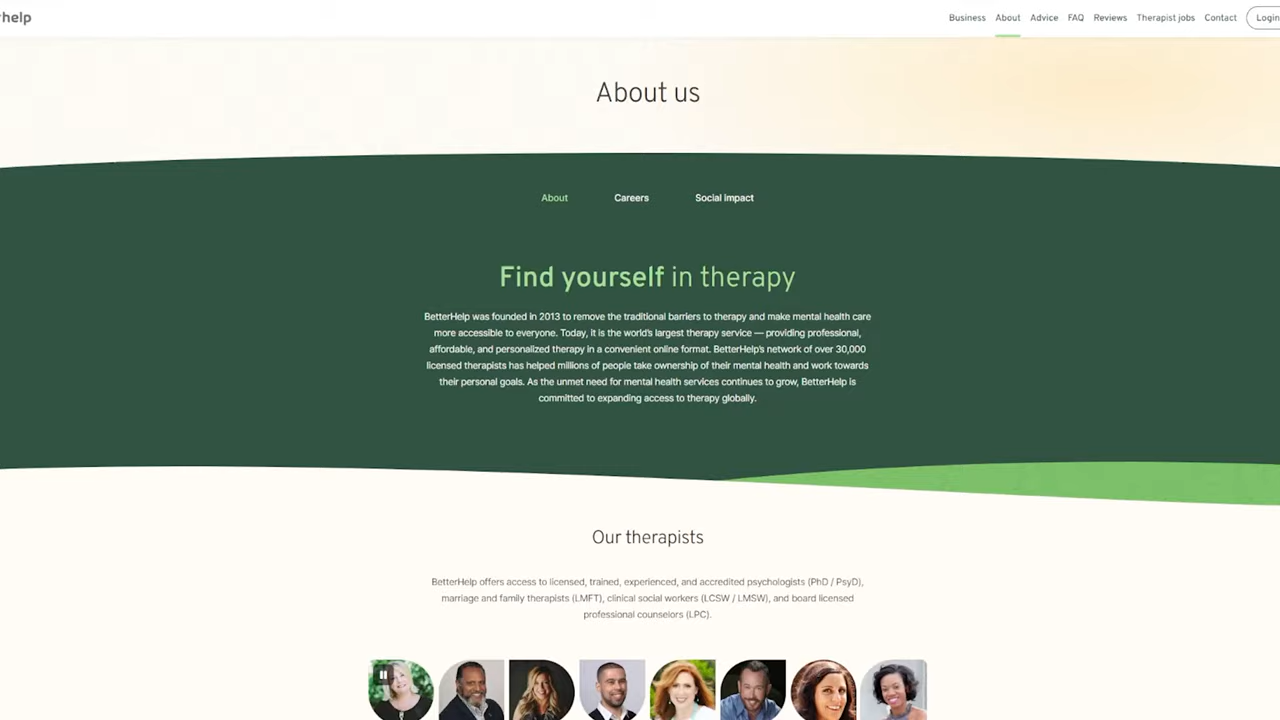 rhelp
Business About Advice FAQ Reviews Therapist jobs Contact Login
About us
About Careers Social impact
Find yourself in therapy
BetterHelp was founded in 2013 to remove the traditional barriers to therapy and make mental health care
more accessible to everyone. Today, it is the world's largest therapy service — providing professional,
affordable, and personalized therapy in a convenient online format. BetterHelp's network of over 30,000
licensed therapists has helped millions of people take ownership of their mental health and work towards
their personal goals. As the unmet need for mental health services continues to grow, BetterHelp is
committed to expanding access to therapy globally.
Our therapists
BetterHelp offers access to licensed, trained, experienced, and accredited psychologists (PhD / PsyD),
marriage and family therapists (LMFT), clinical social workers (LCSW / LMSW), and board licensed
professional counselors (LPC).